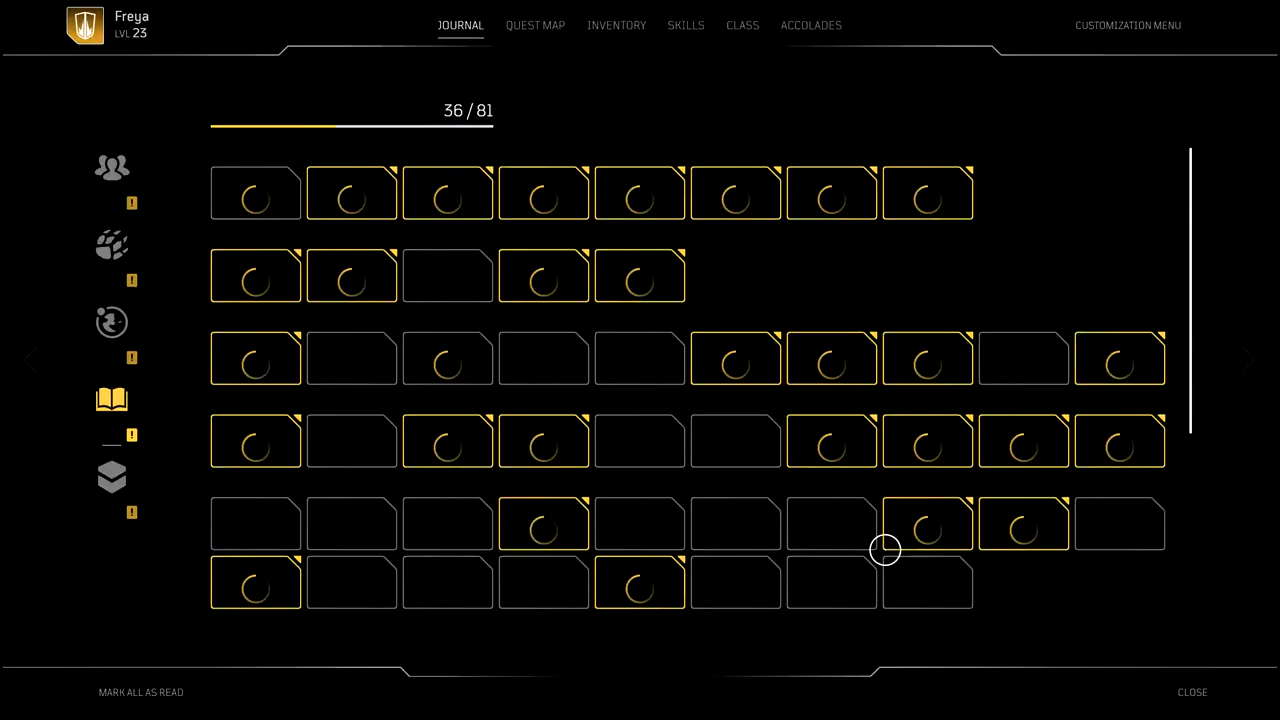 Freya
LVL 23
JOURNAL QUEST MAP INVENTORY SKILLS CLASS ACCOLADES CUSTOMIZATION MENU
36 / 81
!
!
!
!
!
MARK ALL AS READ CLOSE